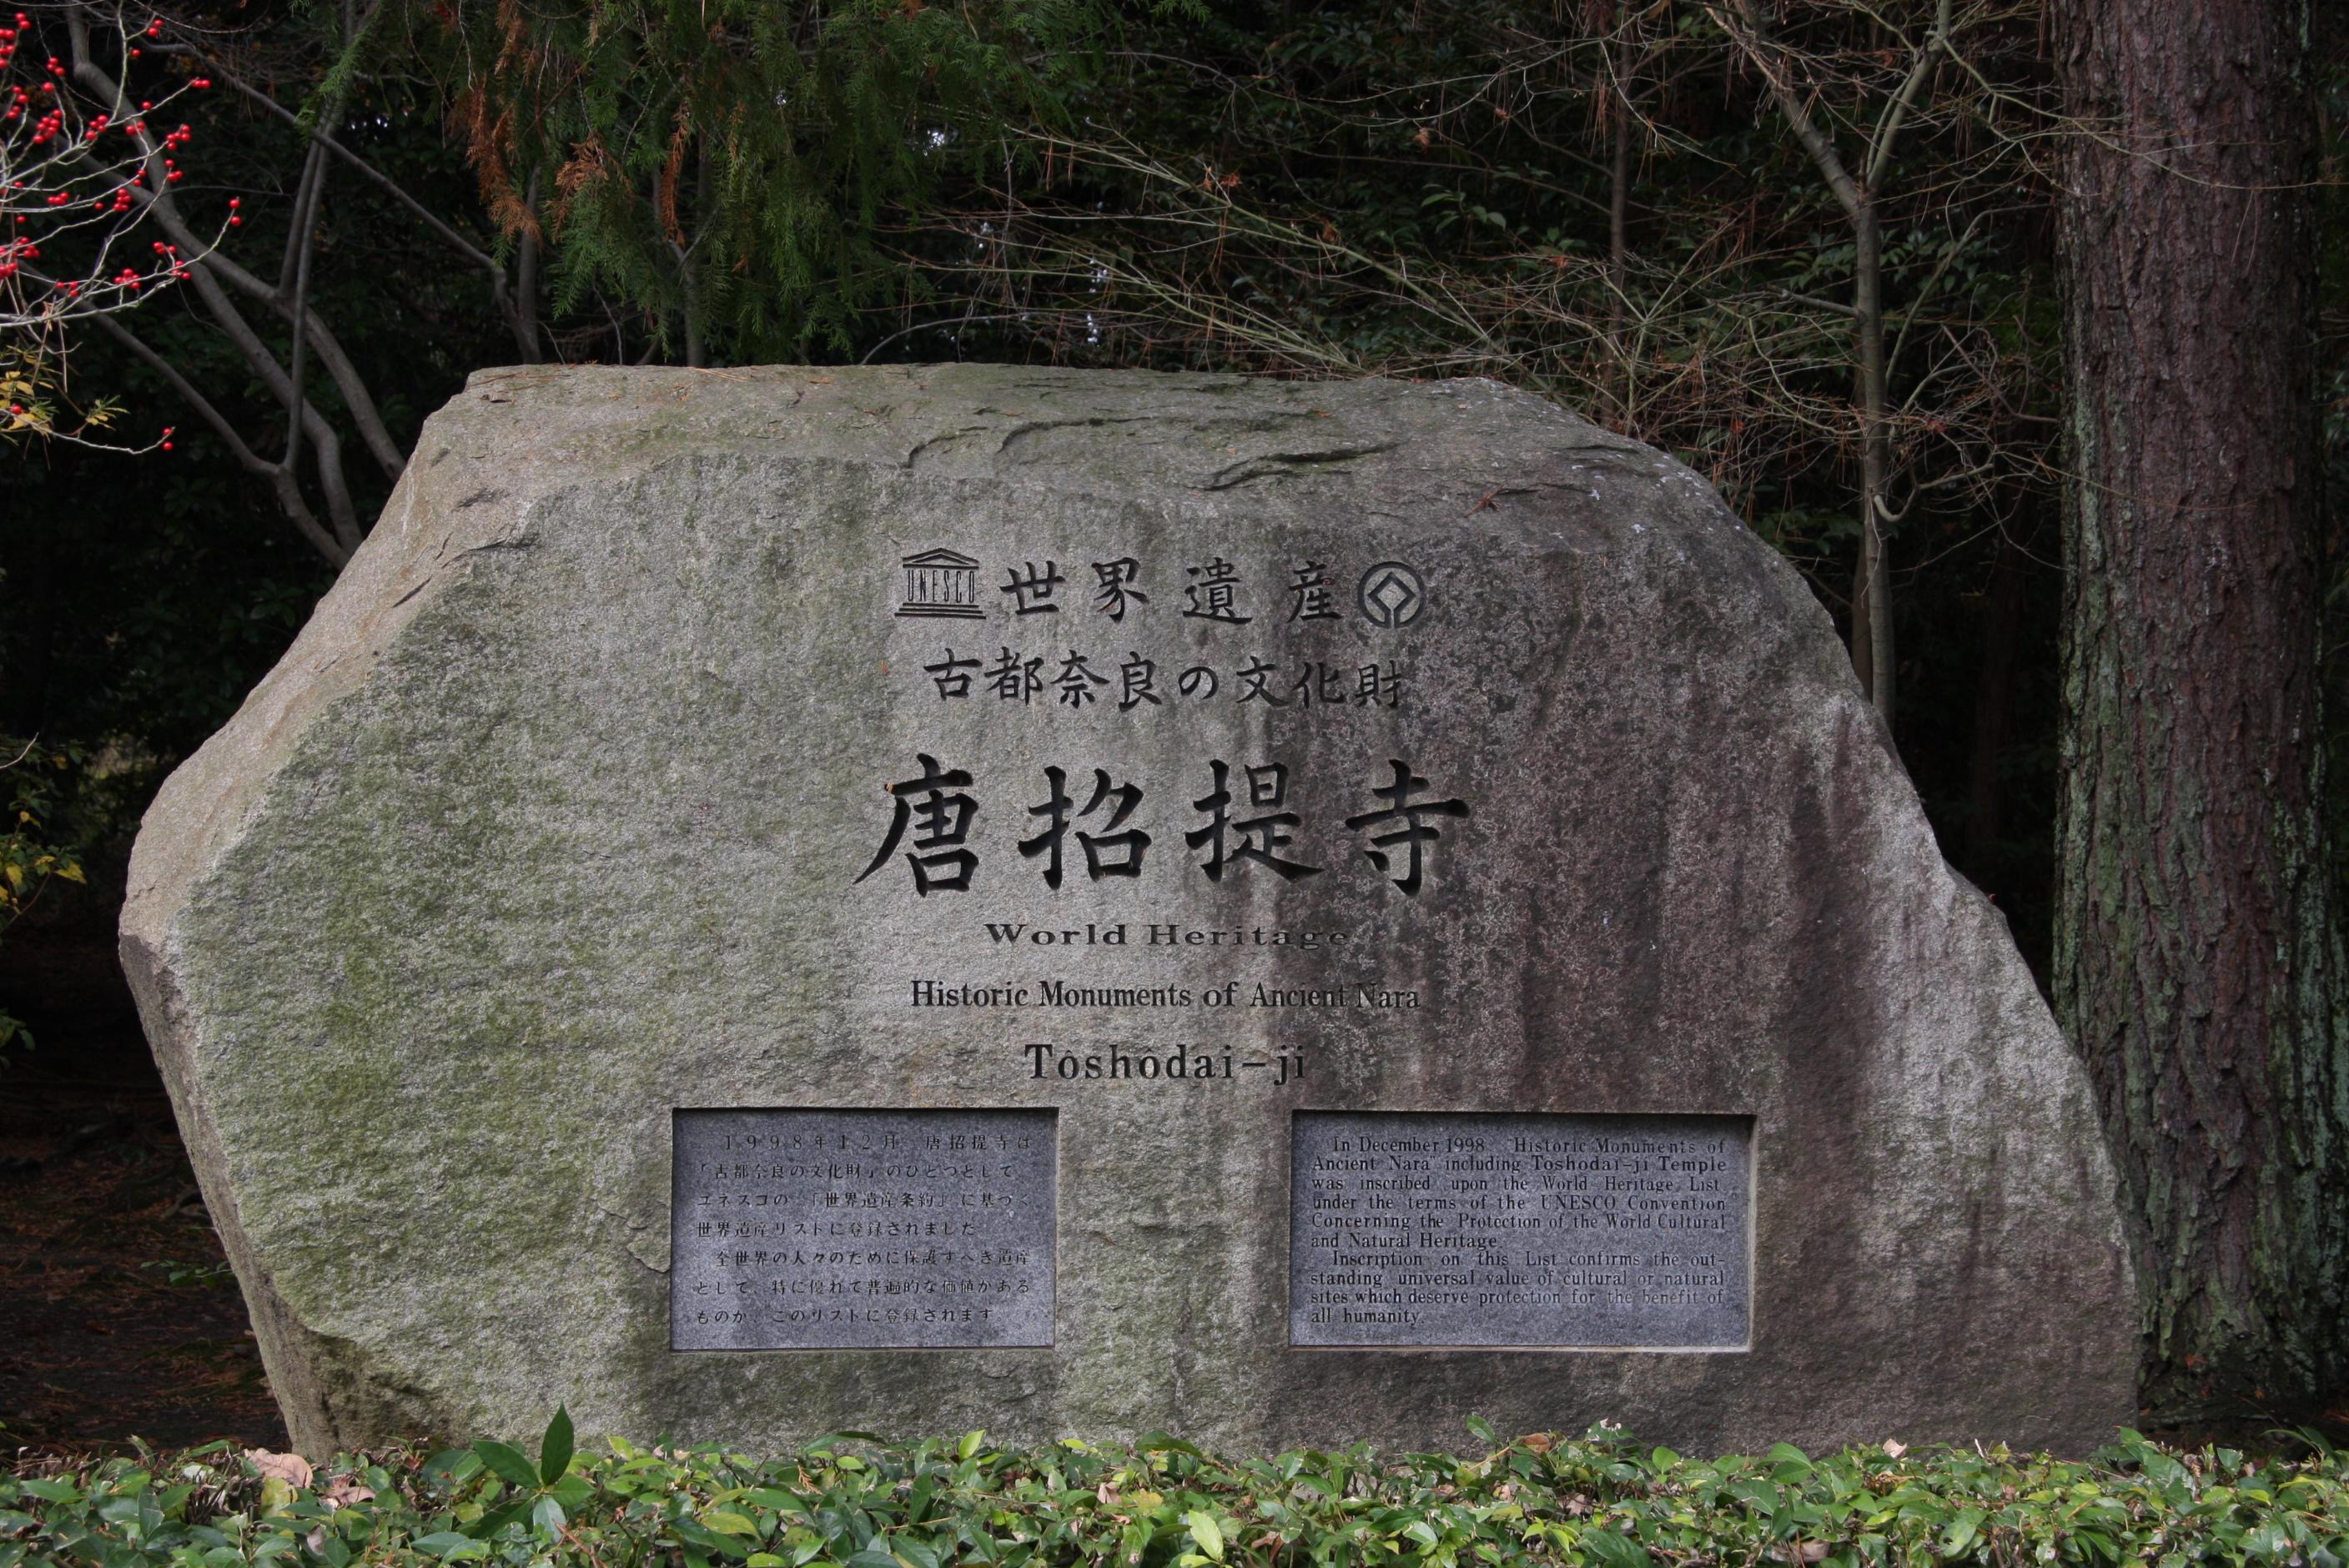 UNESCO 世界遺産
古都奈良の文化財
唐招提寺
World Heritage
Historic Monuments of Ancient Nara
Tôshôdai-ji
1998年12月、唐招提寺は
「古都奈良の文化財」のひとつとして
ユネスコの「世界遺産条約」に基づく
世界遺産リストに登録されました。
全世界の人々のために保護すべき遺産
として、特に優れて普遍的な価値がある
ものが、このリストに登録されます。
In December 1998, "Historic Monuments of
Ancient Nara" including Toshodai-ji Temple
was inscribed upon the World Heritage List
under the terms of the UNESCO Convention
Concerning the Protection of the World Cultural
and Natural Heritage.
Inscription on this List confirms the out-
standing universal value of cultural or natural
sites which deserve protection for the benefit of
all humanity.